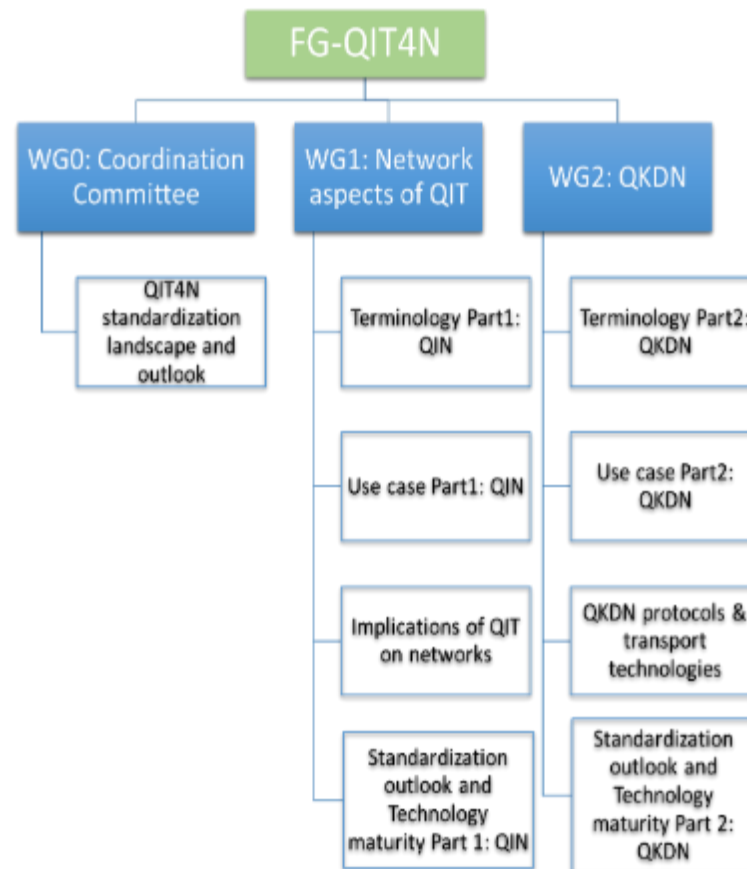 FG-QIT4N
WG0: Coordination
Committee
WG1: Network
aspects of QIT
WG2: QKDN
QIT4N
standardization
landscape and
outlook
Terminology Part1:
QIN
Use case Part1: QIN
Implications of QIT
on networks
Standardization
outlook and
Technology
maturity Part 1: QIN
Terminology Part2:
QKDN
Use case Part2:
QKDN
QKDN protocols &
transport
technologies
Standardization
outlook and
Technology
maturity Part 2:
QKDN